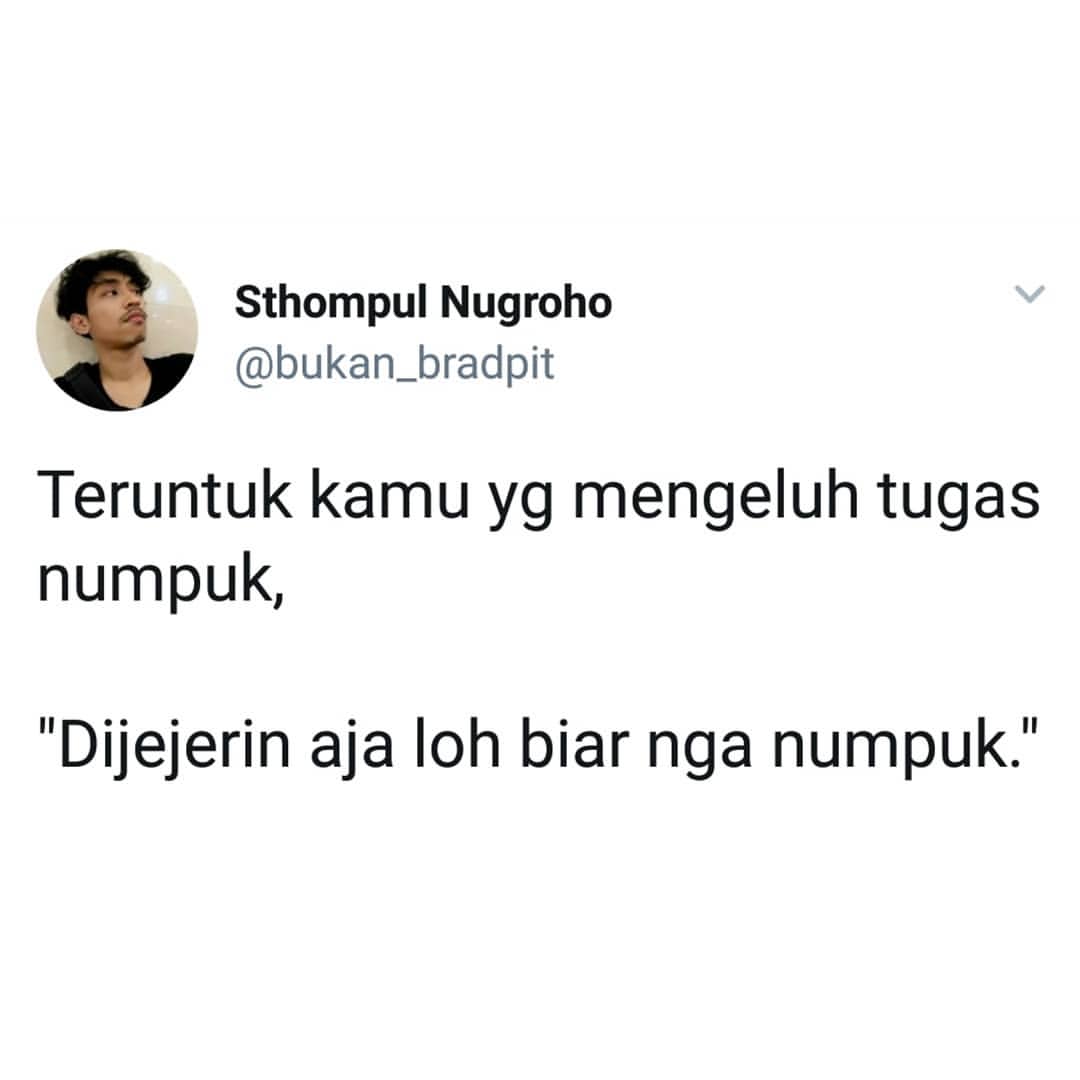 Sthompul Nugroho
@bukan_bradpit
Teruntuk kamu yg mengeluh tugas
numpuk,
"Dijejerin aja loh biar nga numpuk."